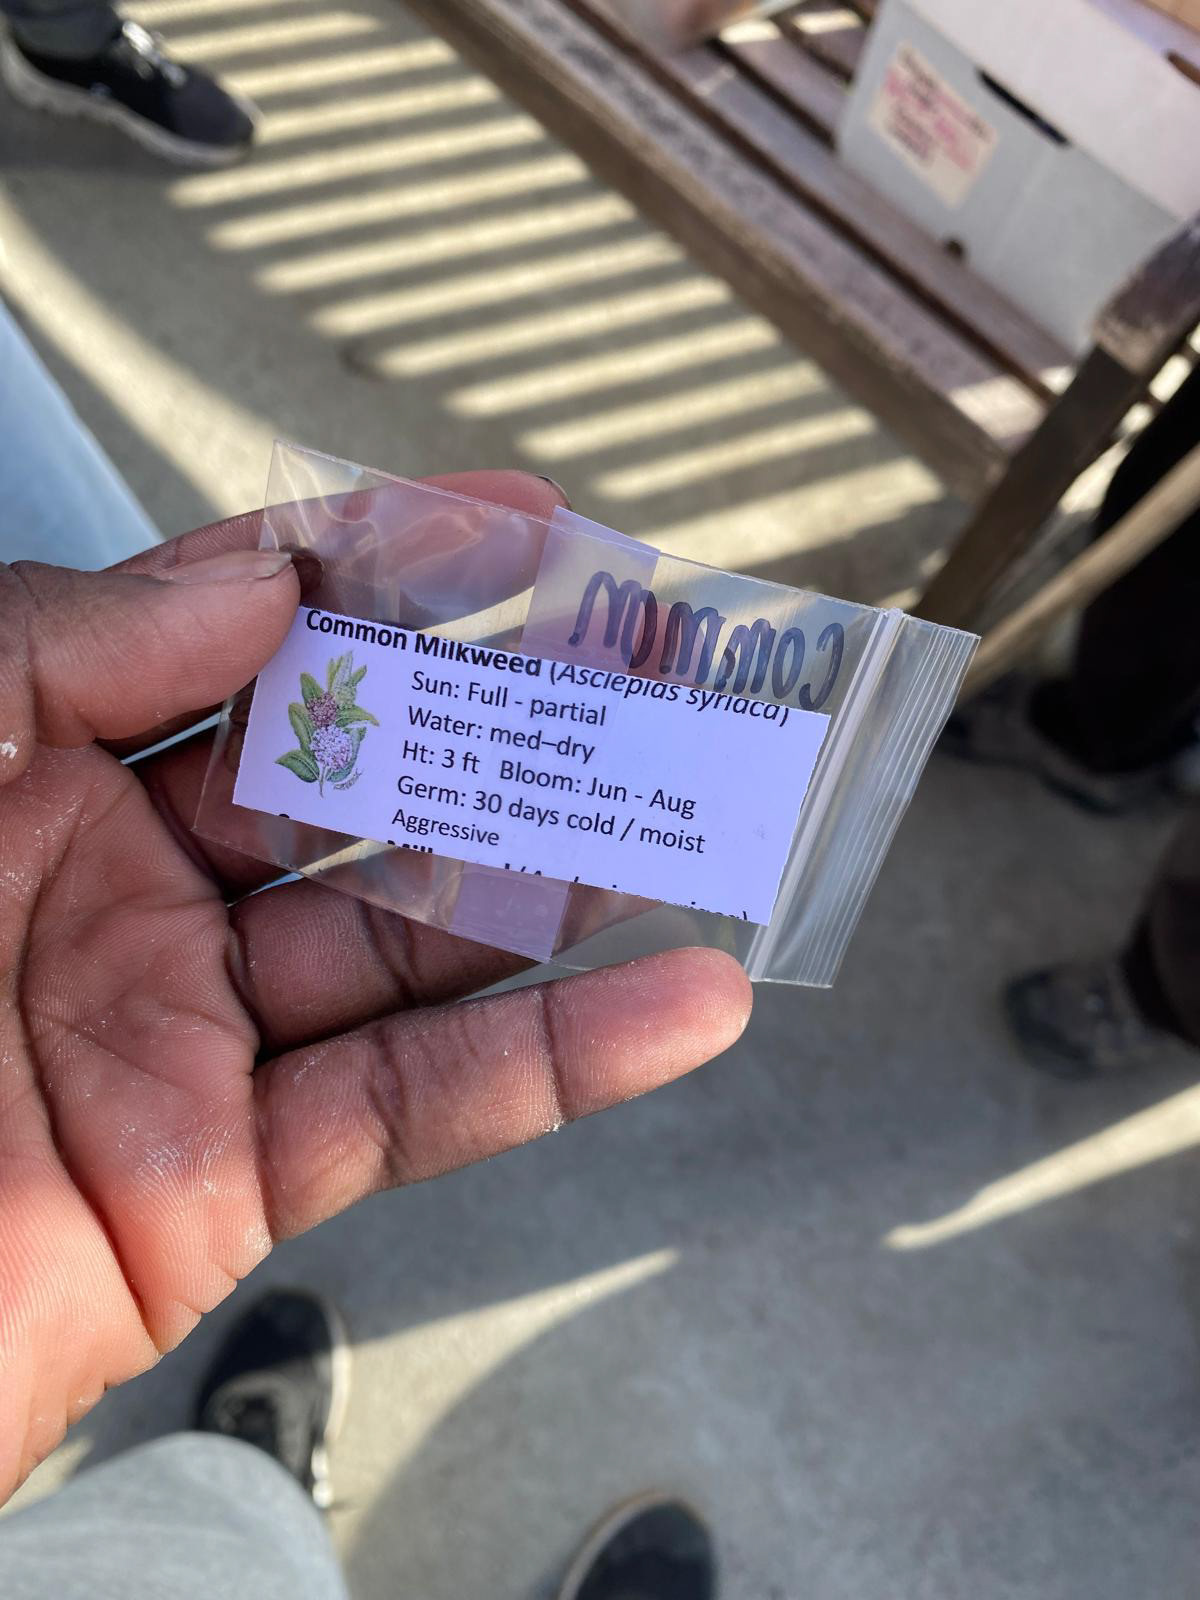 COMMON
Common Milkweed (Asclepias syriaca)
Sun: Full - partial
Water: med–dry
Ht: 3 ft Bloom: Jun - Aug
Germ: 30 days cold / moist
Aggressive